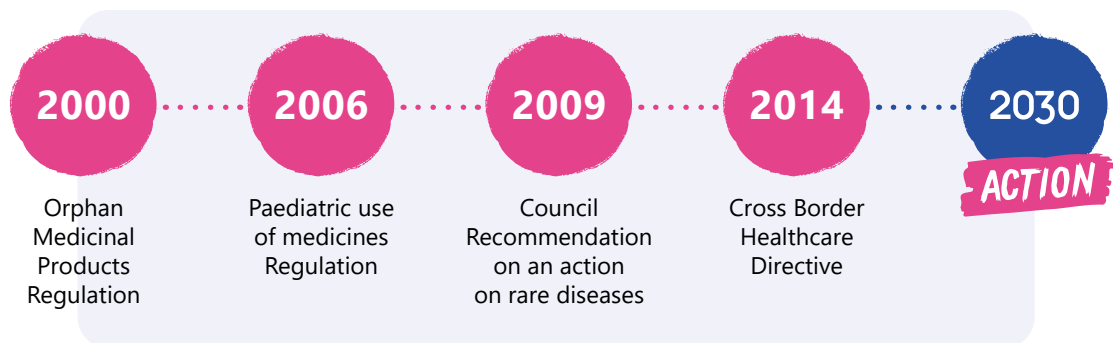 2000
2006
2009
2014
2030
ACTION
Orphan
Medicinal
Products
Regulation
Paediatric use
of medicines
Regulation
Council
Recommendation
on an action
on rare diseases
Cross Border
Healthcare
Directive